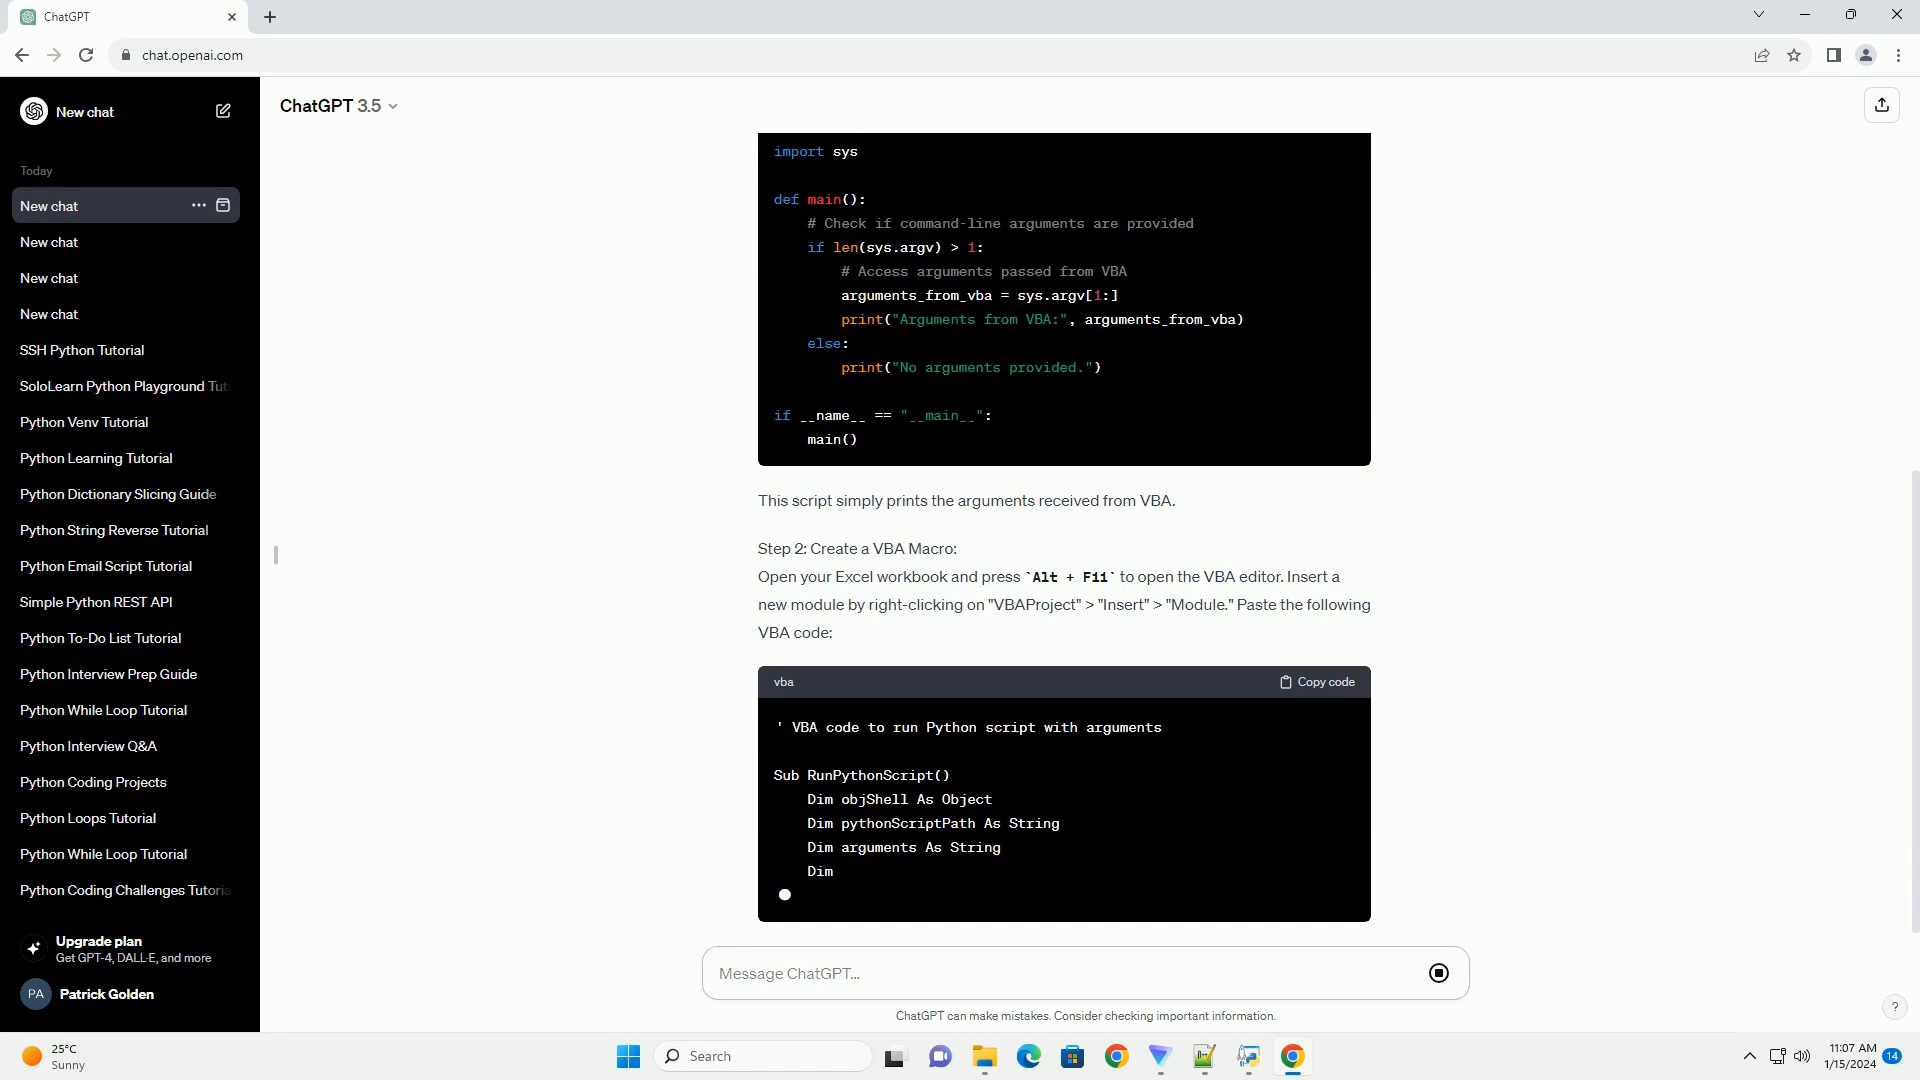 ChatGPT
chat.openai.com
New chat
Today
New chat
New chat
New chat
New chat
SSH Python Tutorial
SoloLearn Python Playground Tut
Python Venv Tutorial
Python Learning Tutorial
Python Dictionary Slicing Guide
Python String Reverse Tutorial
Python Email Script Tutorial
Simple Python REST API
Python To-Do List Tutorial
Python Interview Prep Guide
Python While Loop Tutorial
Python Interview Q&A
Python Coding Projects
Python Loops Tutorial
Python While Loop Tutorial
Python Coding Challenges Tutoria
Upgrade plan
Get GPT-4, DALL·E, and more
PA Patrick Golden
ChatGPT 3.5
import sys
def main():
# Check if command-line arguments are provided
if len(sys.argv) > 1:
# Access arguments passed from VBA
arguments_from_vba = sys.argv[1:]
print("Arguments from VBA:", arguments_from_vba)
else:
print("No arguments provided.")
if __name__ == "__main__":
main()
This script simply prints the arguments received from VBA.
Step 2: Create a VBA Macro:
Open your Excel workbook and press `Alt + F11` to open the VBA editor. Insert a
new module by right-clicking on "VBAProject" > "Insert" > "Module." Paste the following
VBA code:
vba Copy code
' VBA code to run Python script with arguments
Sub RunPythonScript()
Dim objShell As Object
Dim pythonScriptPath As String
Dim arguments As String
Dim
Message ChatGPT...
ChatGPT can make mistakes. Consider checking important information.
?
25°C
Sunny
Search
11:07 AM
1/15/2024
14